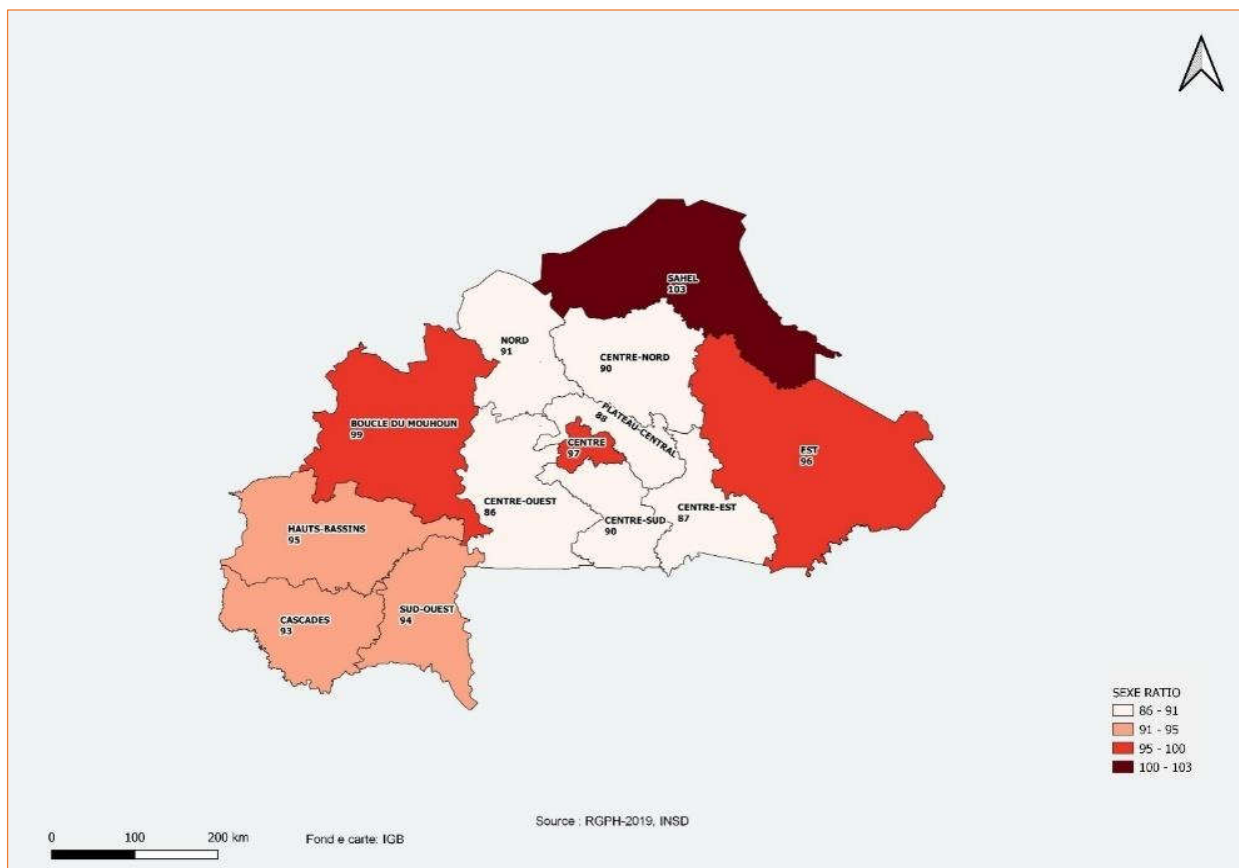 SAHEL
103
NORD
91
CENTRE-NORD
90
PLATEAU-CENTRAL
88
BOUCLE DU MOUHOUN
99
CENTRE
97
EST
96
CENTRE-OUEST
86
CENTRE-EST
87
CENTRE-SUD
90
HAUTS-BASSINS
95
SUD-OUEST
94
CASCADES
93
SEXE RATIO
86 - 91
91 - 95
95 - 100
100 - 103
Source : RGPH-2019, INSD
0 100 200 km
Fond e carte: IGB